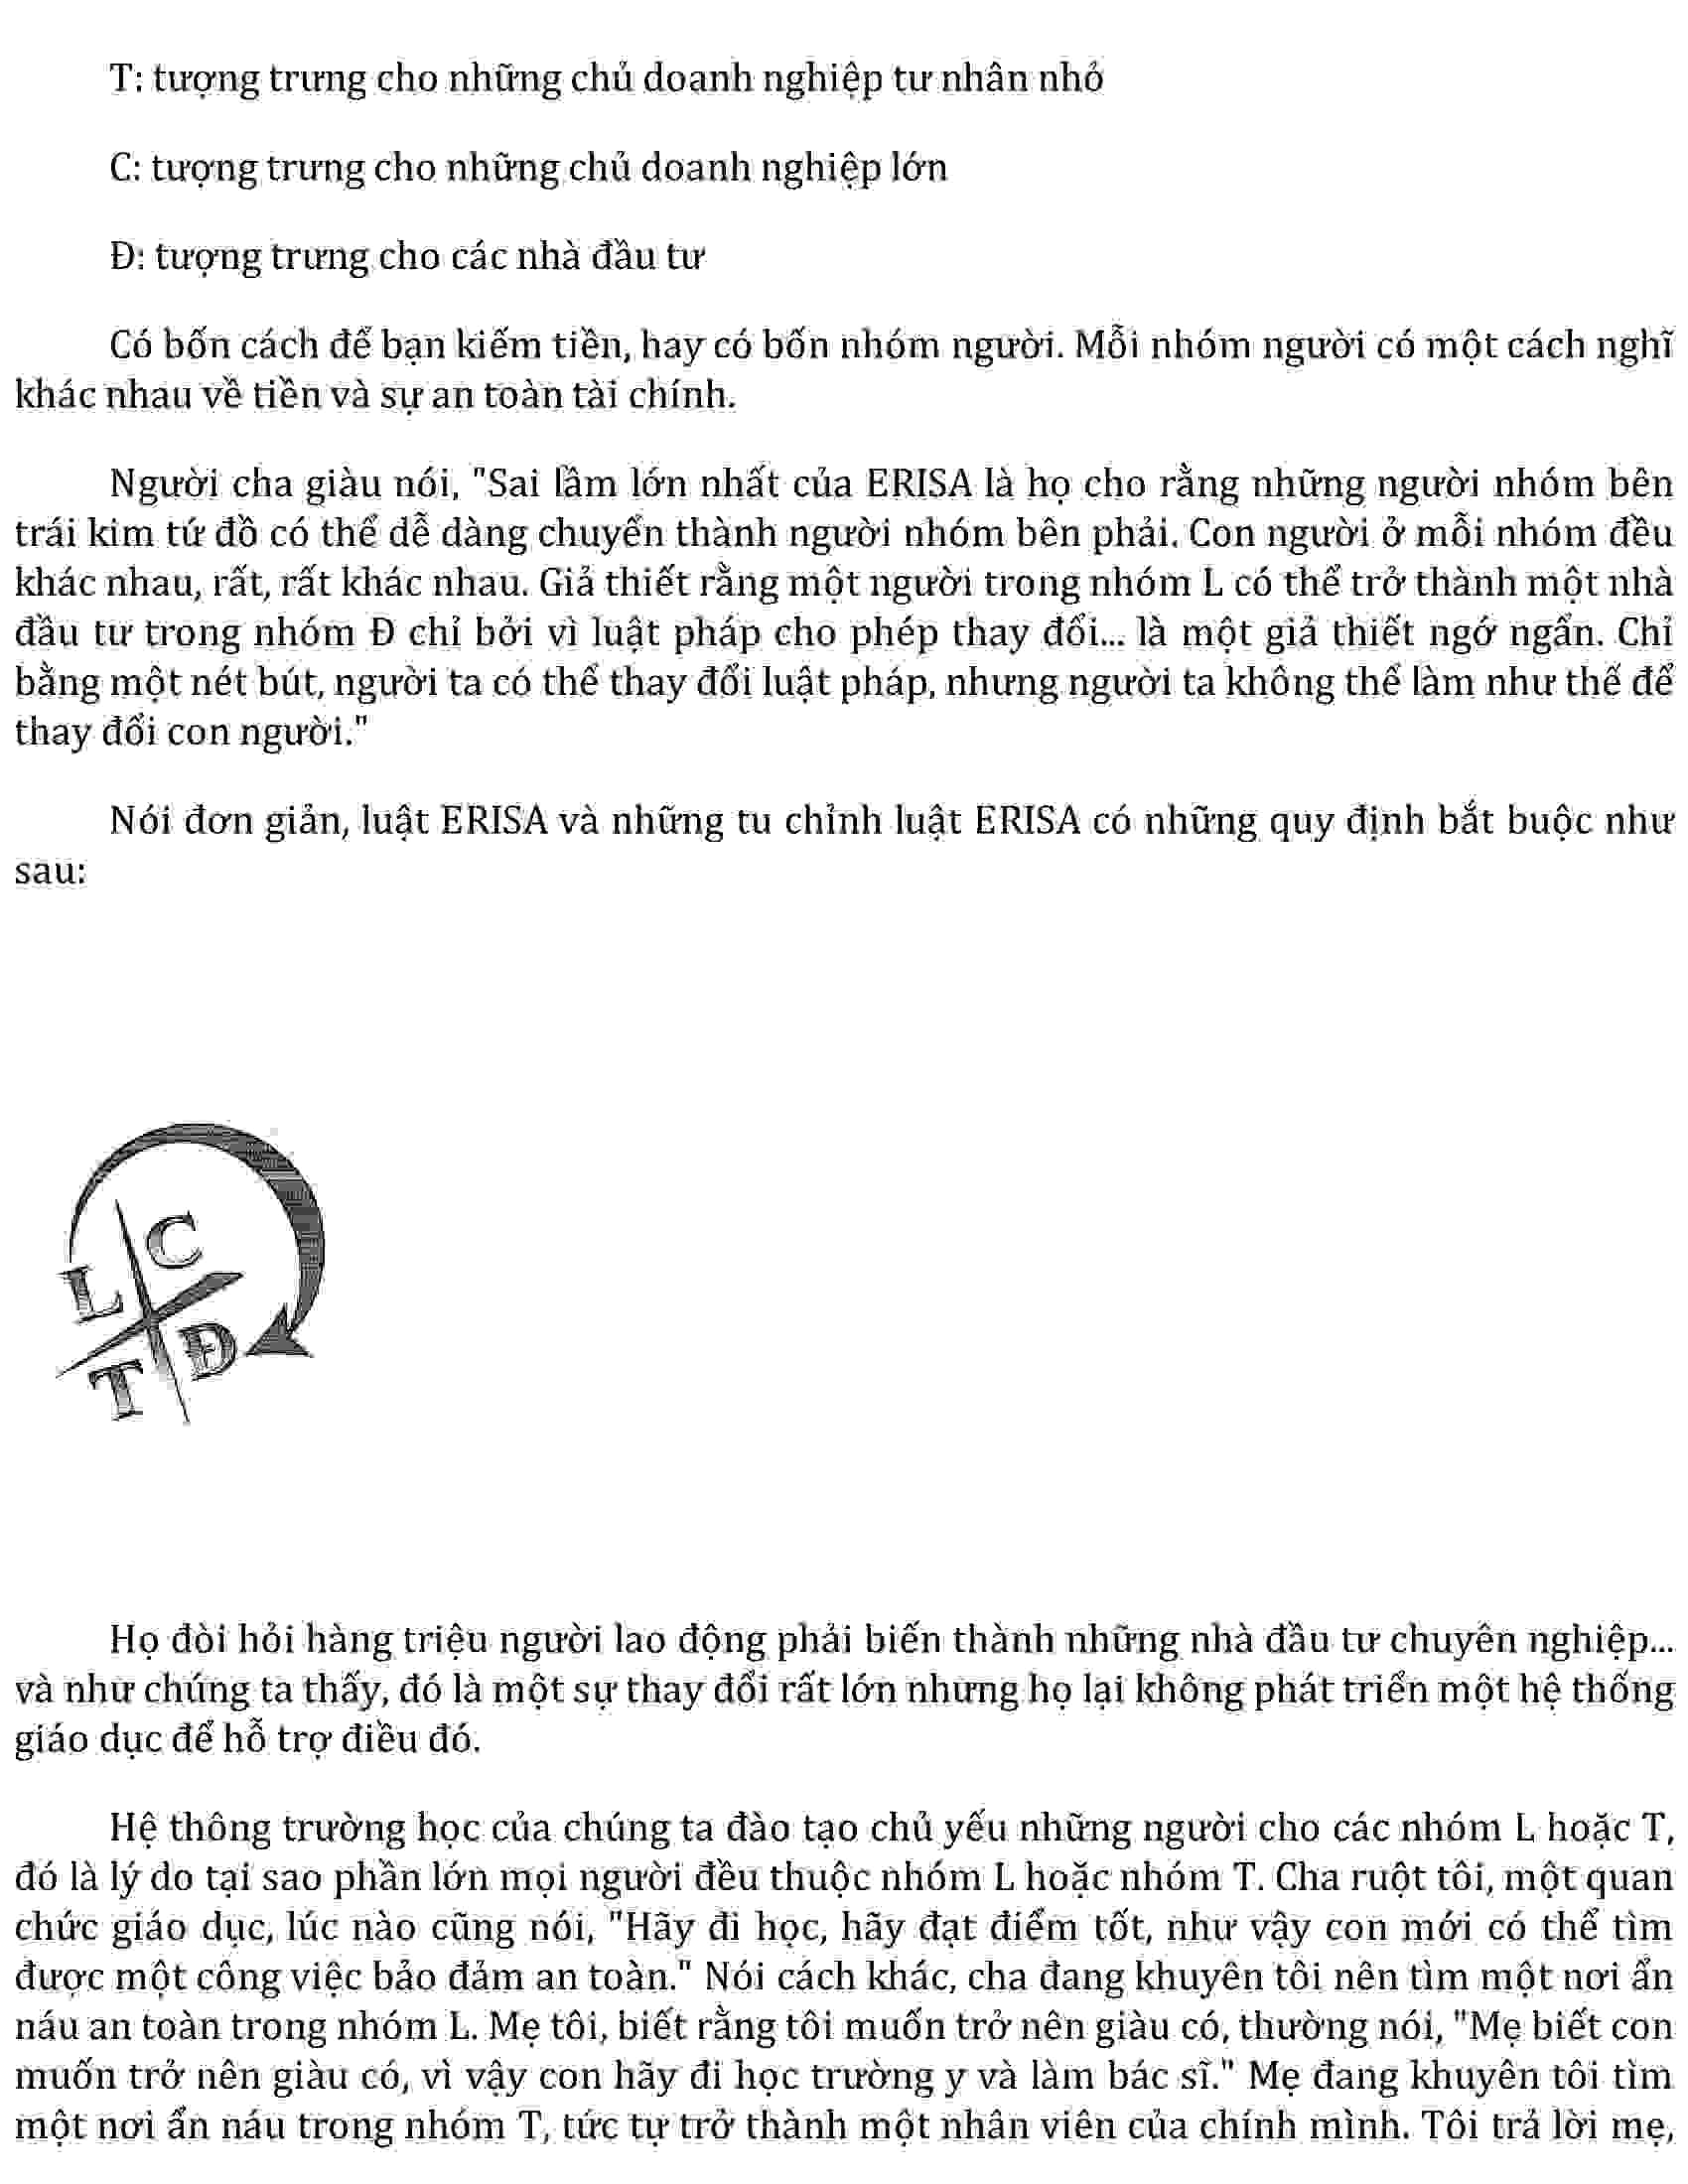 T: tượng trưng cho những chủ doanh nghiệp tư nhân nhỏ
C: tượng trưng cho những chủ doanh nghiệp lớn
Đ: tượng trưng cho các nhà đầu tư
Có bốn cách để bạn kiếm tiền, hay có bốn nhóm người. Mỗi nhóm người có một cách nghĩ
khác nhau về tiền và sự an toàn tài chính.
Người cha giàu nói, "Sai lầm lớn nhất của ERISA là họ cho rằng những người nhóm bên
trái kim tứ đồ có thể dễ dàng chuyển thành người nhóm bên phải. Con người ở mỗi nhóm đều
khác nhau, rất, rất khác nhau. Giả thiết rằng một người trong nhóm L có thể trở thành một nhà
đầu tư trong nhóm Đ chỉ bởi vì luật pháp cho phép thay đổi... là một giả thiết ngớ ngẩn. Chỉ
bằng một nét bút, người ta có thể thay đổi luật pháp, nhưng người ta không thể làm như thế để
thay đổi con người."
Nói đơn giản, luật ERISA và những tu chỉnh luật ERISA có những quy định bắt buộc như
sau:
C
L
Đ
T
Họ đòi hỏi hàng triệu người lao động phải biến thành những nhà đầu tư chuyên nghiệp...
và như chúng ta thấy, đó là một sự thay đổi rất lớn nhưng họ lại không phát triển một hệ thống
giáo dục để hỗ trợ điều đó.
Hệ thông trường học của chúng ta đào tạo chủ yếu những người cho các nhóm L hoặc T,
đó là lý do tại sao phần lớn mọi người đều thuộc nhóm L hoặc nhóm T. Cha ruột tôi, một quan
chức giáo dục, lúc nào cũng nói, "Hãy đi học, hãy đạt điểm tốt, như vậy con mới có thể tìm
được một công việc bảo đảm an toàn." Nói cách khác, cha đang khuyên tôi nên tìm một nơi ẩn
náu an toàn trong nhóm L. Mẹ tôi, biết rằng tôi muốn trở nên giàu có, thường nói, "Mẹ biết con
muốn trở nên giàu có, vì vậy con hãy đi học trường y và làm bác sĩ." Mẹ đang khuyên tôi tìm
một nơi ẩn náu trong nhóm T, tức tự trở thành một nhân viên của chính mình. Tôi trả lời mẹ,